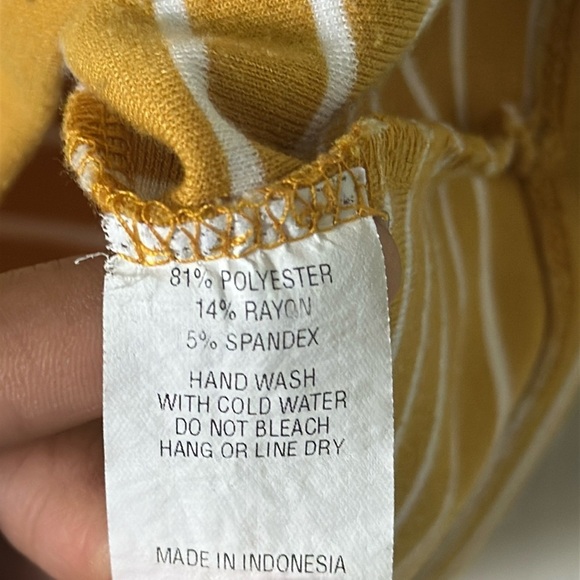 81% POLYESTER
14% RAYON
5% SPANDEX
HAND WASH
WITH COLD WATER
DO NOT BLEACH
HANG OR LINE DRY
MADE IN INDONESIA